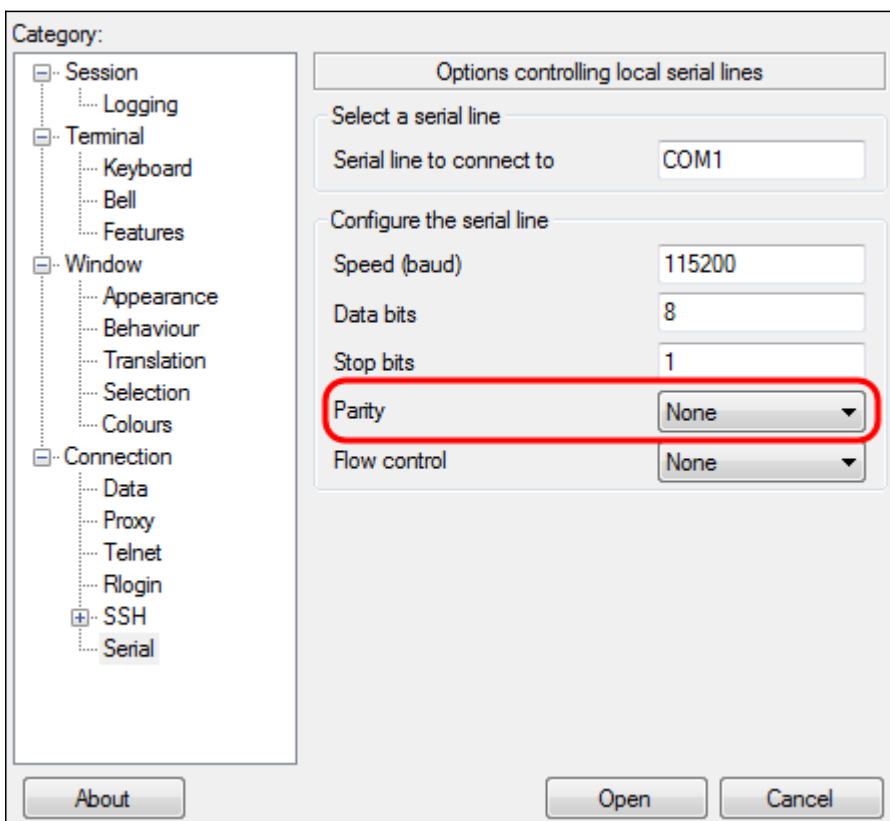 Category:
Session
Logging
Terminal
Keyboard
Bell
Features
Window
Appearance
Behaviour
Translation
Selection
Colours
Connection
Data
Proxy
Telnet
Rlogin
SSH
Serial
Options controlling local serial lines
Select a serial line
Serial line to connect to COM1
Configure the serial line
Speed (baud) 115200
Data bits 8
Stop bits 1
Parity None
Flow control None
About Open Cancel